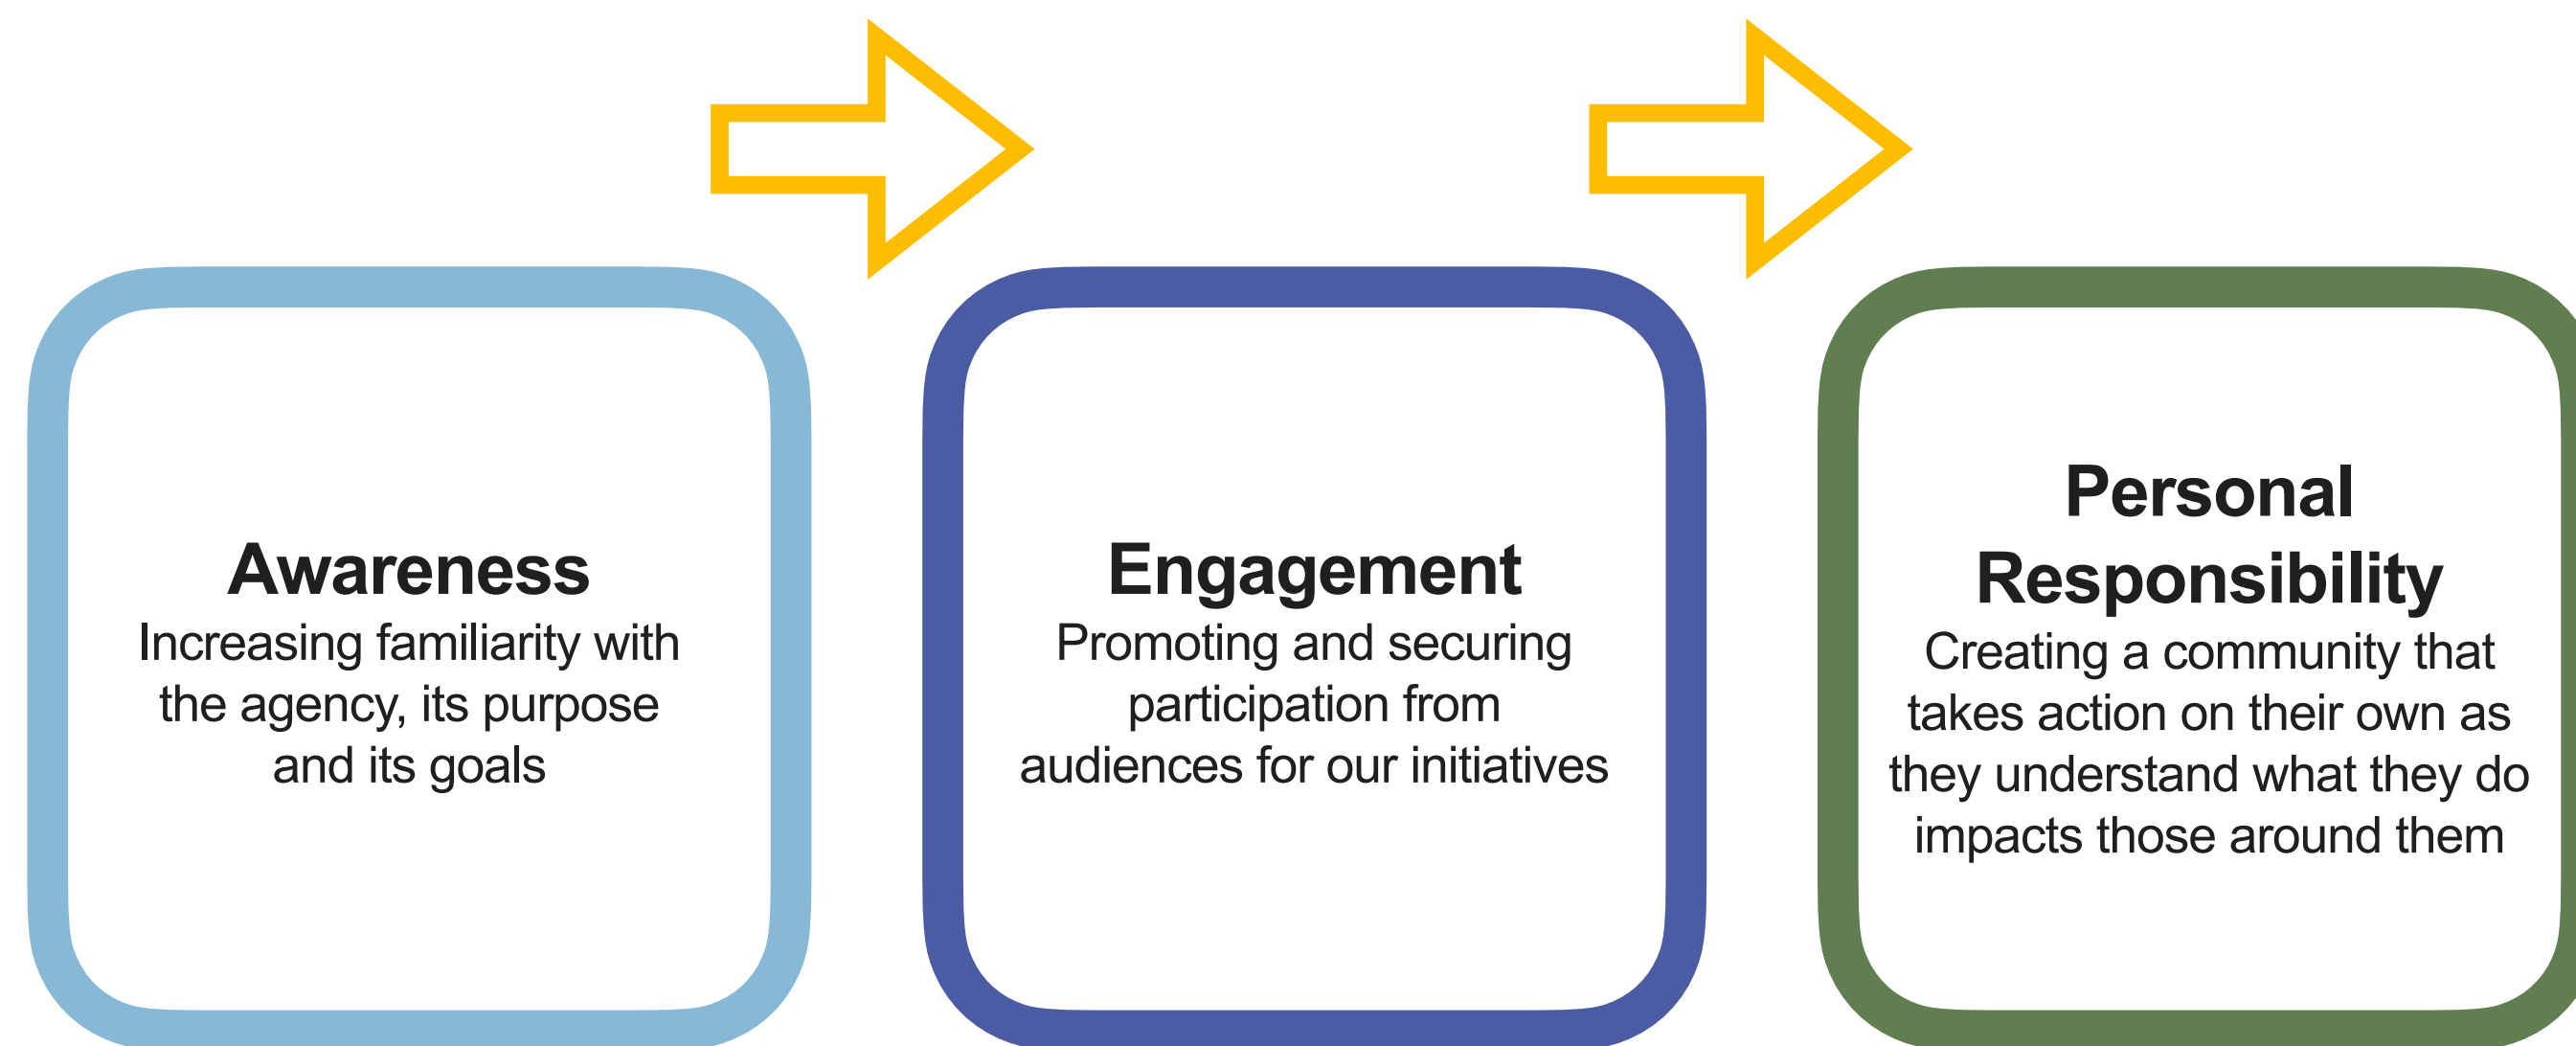 Awareness
Increasing familiarity with
the agency, its purpose
and its goals
Engagement
Promoting and securing
participation from
audiences for our initiatives
Personal
Responsibility
Creating a community that
takes action on their own as
they understand what they do
impacts those around them